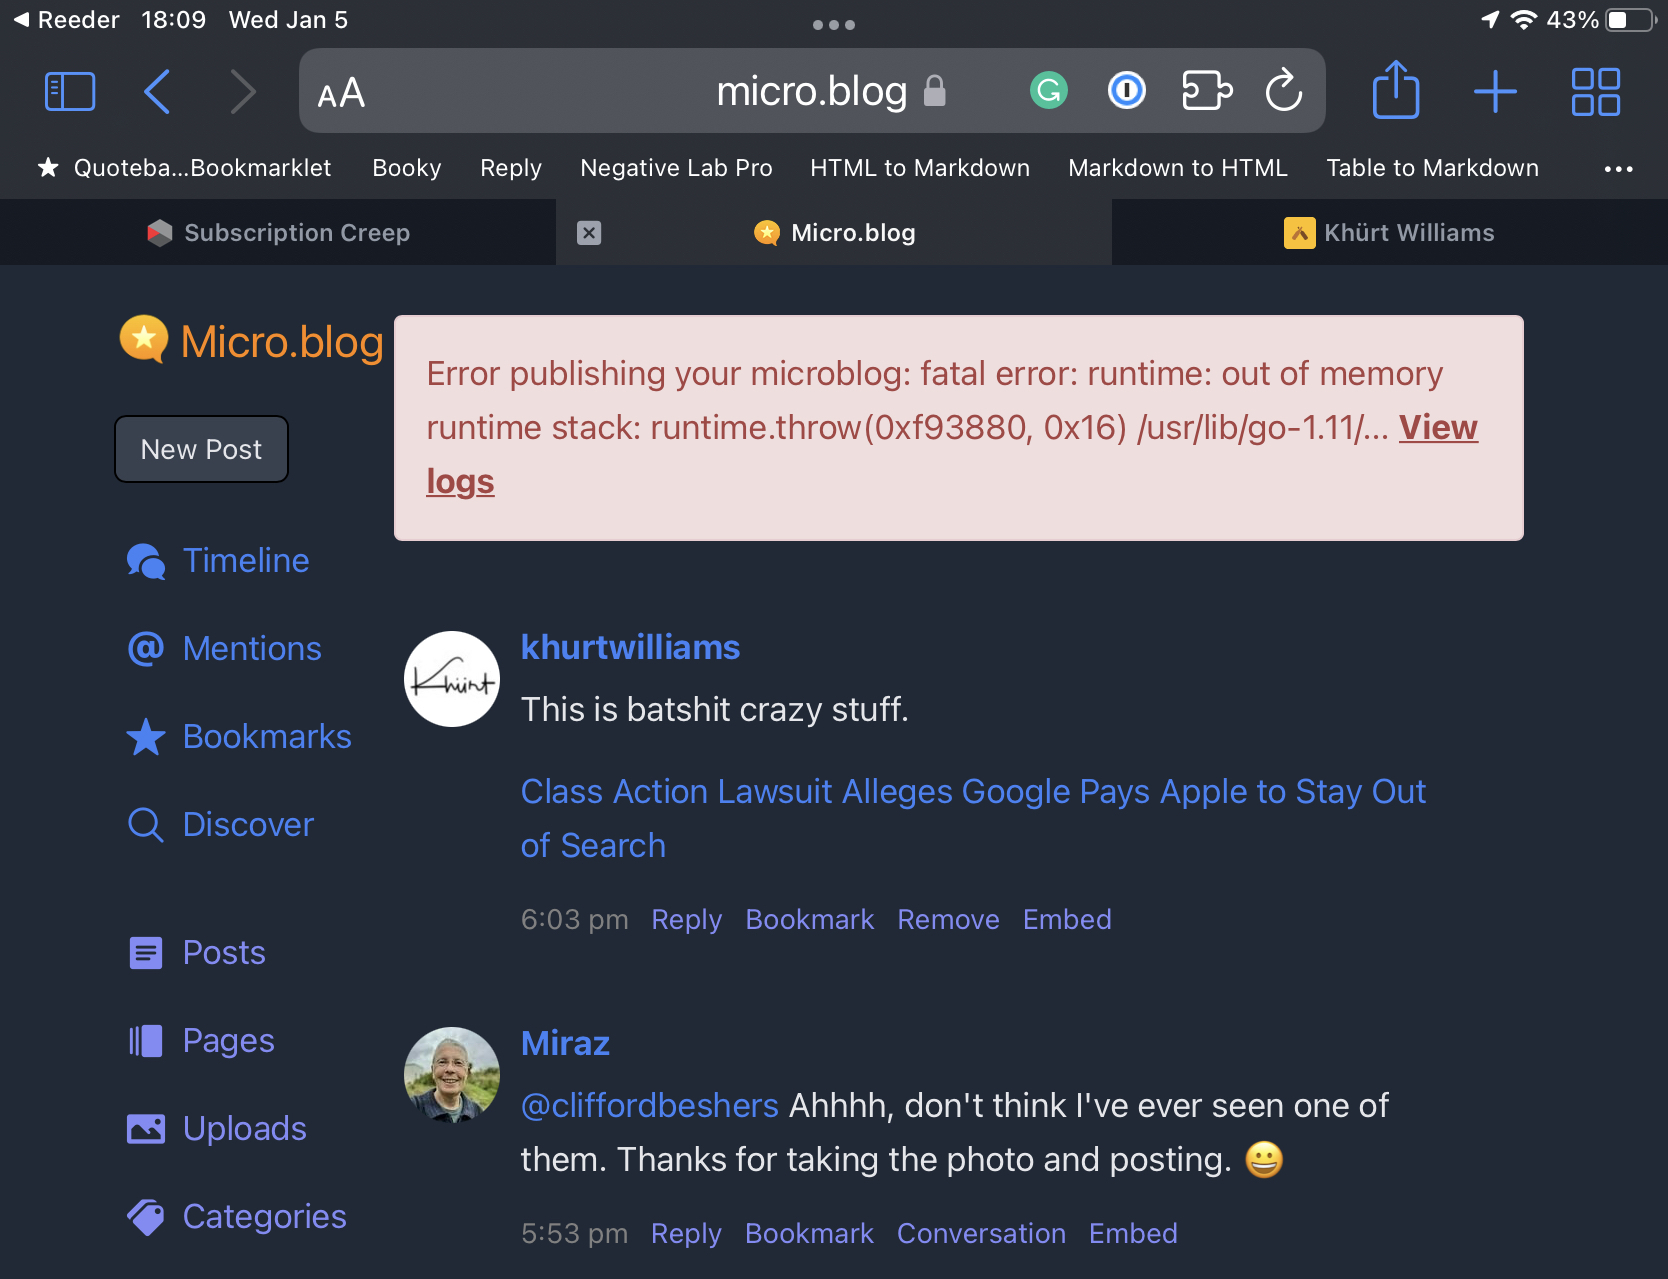 Reeder 18:09 Wed Jan 5 43%
AA micro.blog
Quoteba...Bookmarklet Booky Reply Negative Lab Pro HTML to Markdown Markdown to HTML Table to Markdown
Subscription Creep Micro.blog Khürt Williams
Micro.blog
New Post
Timeline
@ Mentions
Bookmarks
Discover
Posts
Pages
Uploads
Categories
Error publishing your microblog: fatal error: runtime: out of memory
runtime stack: runtime.throw(0xf93880, 0x16) /usr/lib/go-1.11/... View
logs
Khürt
khurtwilliams
This is batshit crazy stuff.
Class Action Lawsuit Alleges Google Pays Apple to Stay Out
of Search
6:03 pm Reply Bookmark Remove Embed
Miraz
@cliffordbeshers Ahhhh, don't think I've ever seen one of
them. Thanks for taking the photo and posting. 😀
5:53 pm Reply Bookmark Conversation Embed